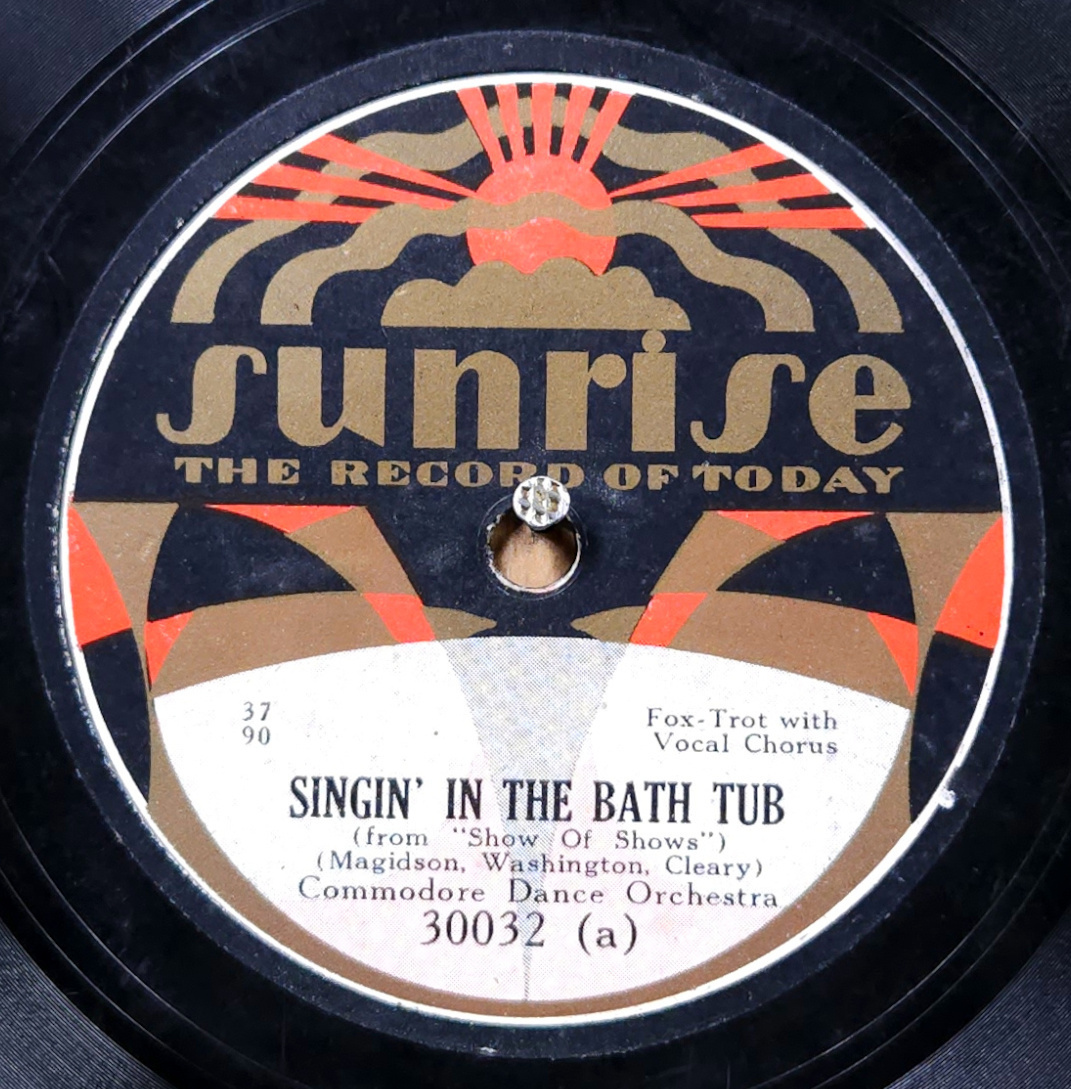 sunrise
THE RECORD OF TODAY
37
90
Fox-Trot with
Vocal Chorus
SINGIN' IN THE BATH TUB
(from "Show Of Shows")
(Magidson, Washington, Cleary)
Commodore Dance Orchestra
30032 (a)